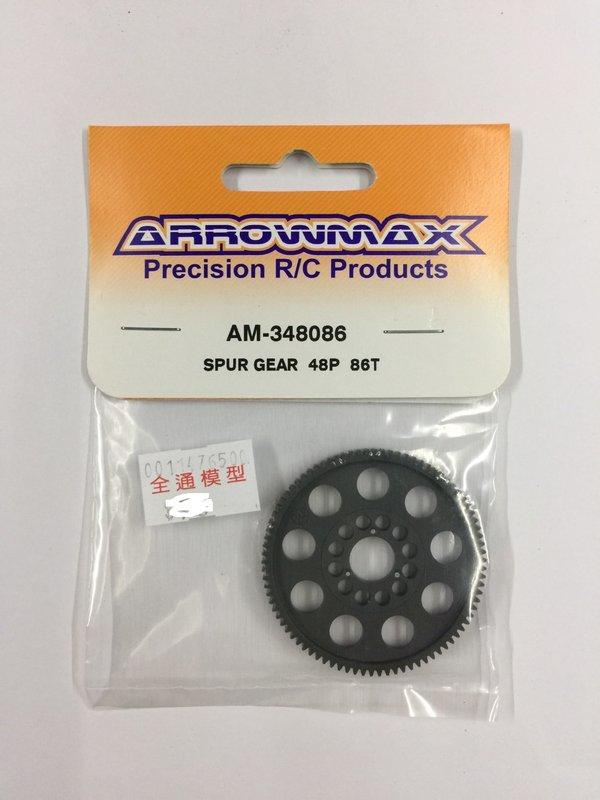 ARROWMAX
Precision R/C Products
AM-348086
SPUR GEAR 48P 86T
全通模型